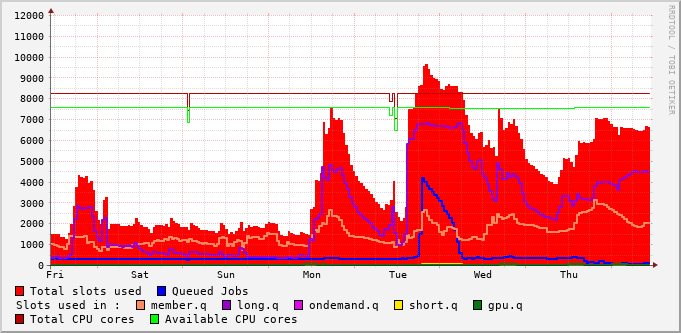 12000
11000
10000
9000
8000
7000
6000
5000
4000
3000
2000
1000
0
Fri Sat Sun Mon Tue Wed Thu
RRDTOOL / TOBI OETIKER
Total slots used Queued Jobs
Slots used in : member.q long.q ondemand.q short.q gpu.q
Total CPU cores Available CPU cores